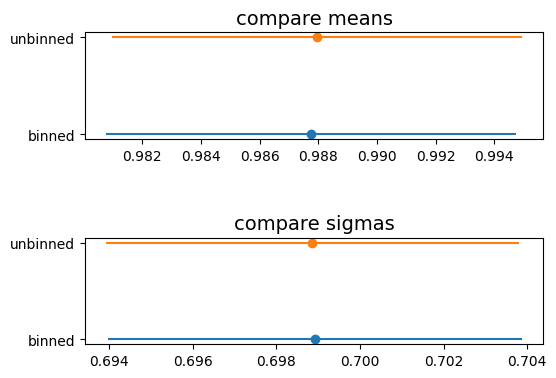 compare means
unbinned
binned
0.982 0.984 0.986 0.988 0.990 0.992 0.994
compare sigmas
unbinned
binned
0.694 0.696 0.698 0.700 0.702 0.704